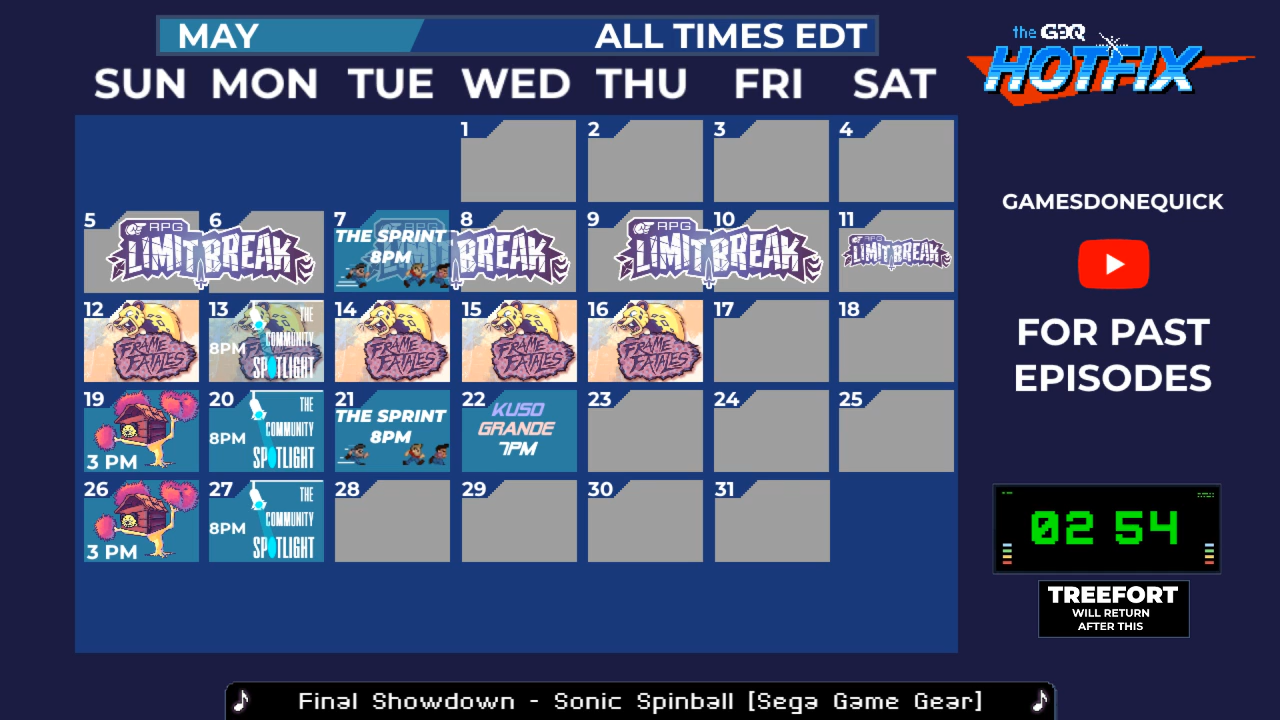 MAY
ALL TIMES EDT
the GDQ
HOTFIX
SUN MON TUE WED THU FRI SAT
1 2 3 4
5 6 7 8 9 10 11
RPG
LIMIT BREAK
THE SPRINT
8PM
BREAK
RPG
LIMIT BREAK
RPG
LIMIT BREAK
12 13 14 15 16 17 18
FRAME
FATALES
8PM
THE
COMMUNITY
SPOTLIGHT
FRAME
FATALES
FRAME
FATALES
FRAME
FATALES
19 20 21 22 23 24 25
3 PM
8PM
THE
COMMUNITY
SPOTLIGHT
THE SPRINT
8PM
KUSO
GRANDE
7PM
26 27 28 29 30 31
3 PM
8PM
THE
COMMUNITY
SPOTLIGHT
GAMESDONEQUICK
FOR PAST
EPISODES
02 54
TREEFORT
WILL RETURN
AFTER THIS
♪ Final Showdown - Sonic Spinball [Sega Game Gear] ♪